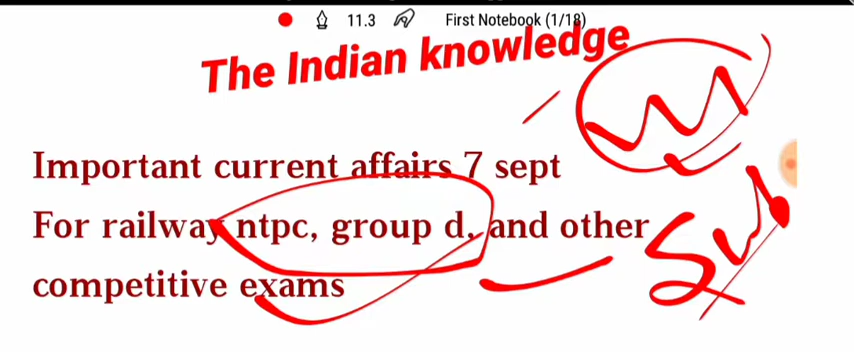 11.3 First Notebook (1/18)
The Indian knowledge
Important current affairs 7 sept
For railway ntpc, group d, and other
competitive exams
Sub